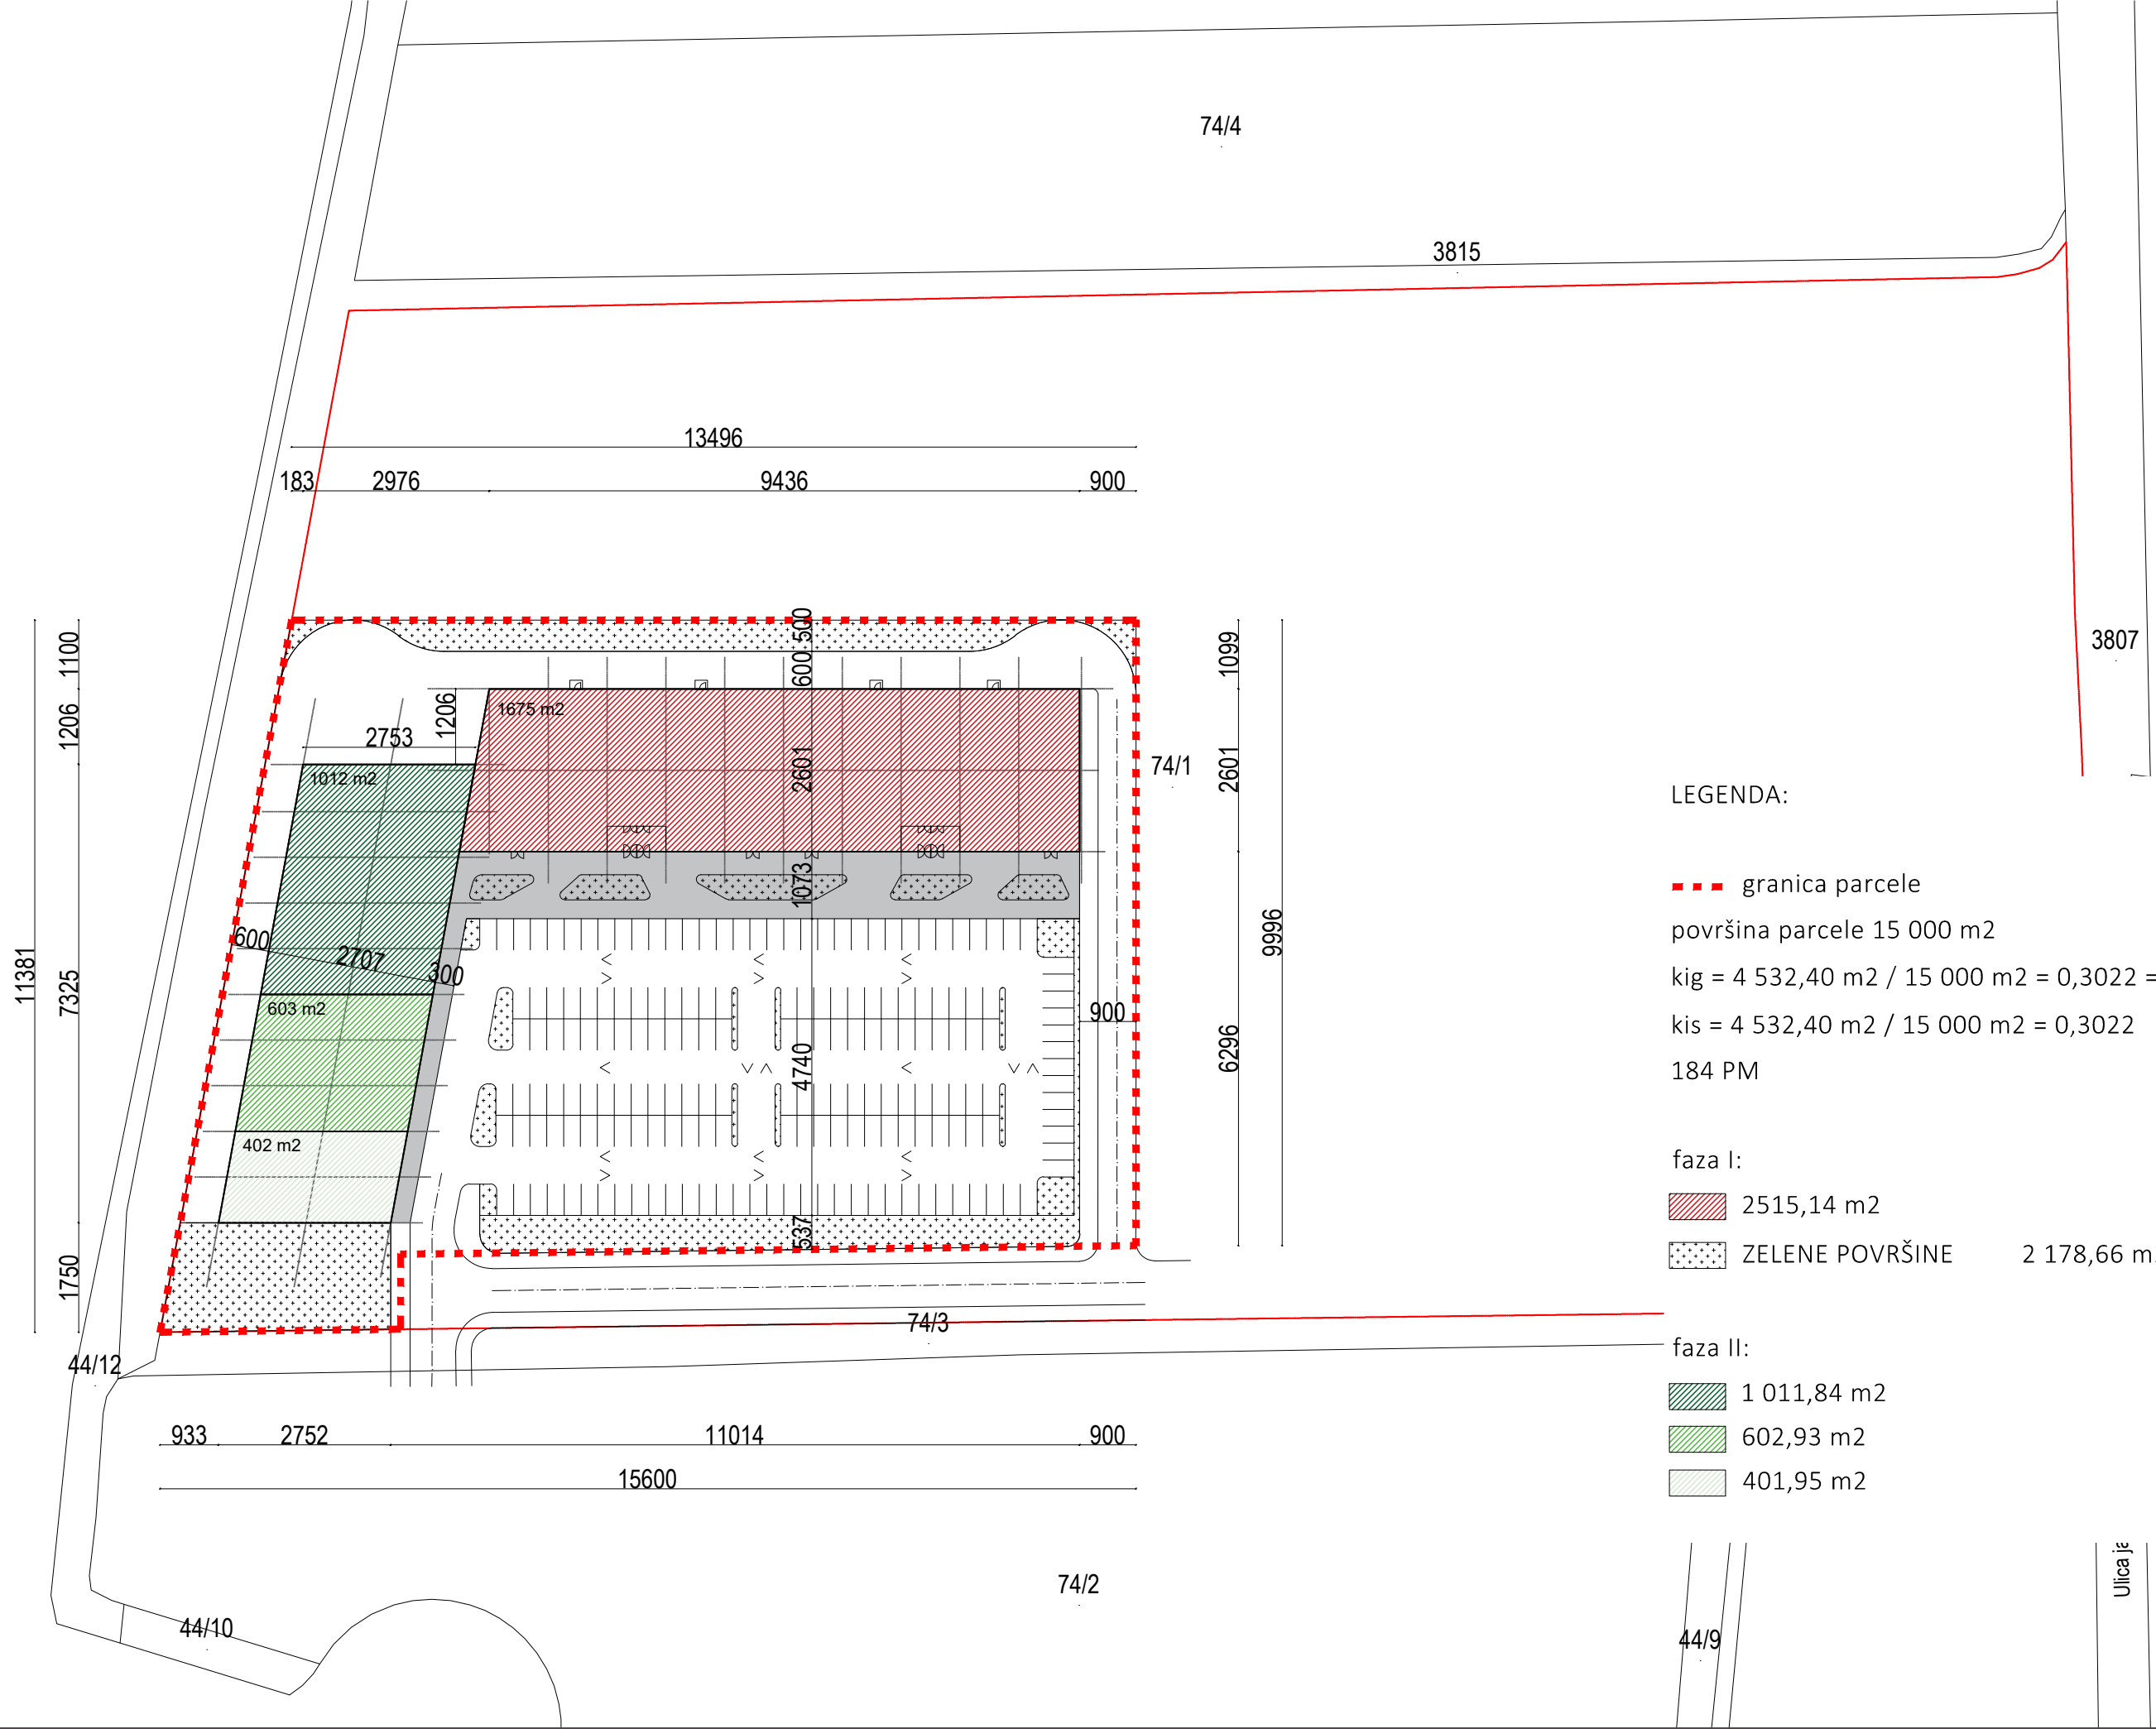 74/4
3815
13496
183 2976 9436 900
3807
1100
1206
7325
1750
11381
500
600
2601
1073
4740
537
1206
2753
1675 m2
1012 m2
600
2707
300
603 m2
402 m2
900
74/1
1099
2601
6296
9996
74/3
44/12
933 2752 11014 900
15600
74/2
44/10
44/9
Ulica
LEGENDA:
granica parcele
površina parcele 15 000 m2
kig = 4 532,40 m2 / 15 000 m2 = 0,3022 =
kis = 4 532,40 m2 / 15 000 m2 = 0,3022
184 PM
faza I:
2515,14 m2
ZELENE POVRŠINE 2 178,66 m
faza II:
1 011,84 m2
602,93 m2
401,95 m2